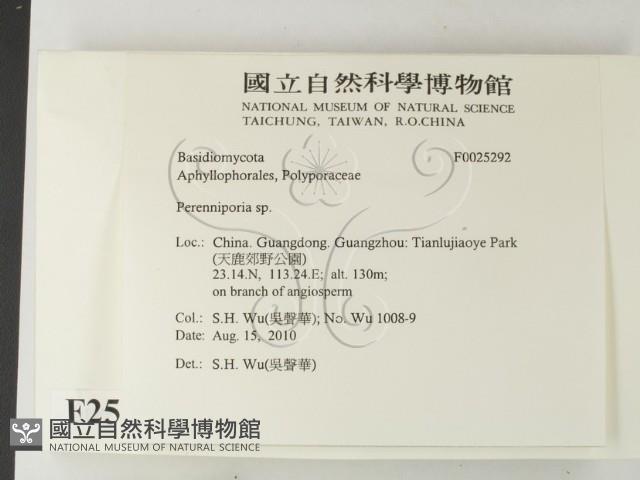 國立自然科學博物館
NATIONAL MUSEUM OF NATURAL SCIENCE
TAICHUNG, TAIWAN, R.O.CHINA
Basidiomycota F0025292
Aphyllophorales, Polyporaceae
Perenniporia sp.
Loc.: China. Guangdong. Guangzhou: Tianlujiaoye Park
(天鹿郊野公園)
23.14.N, 113.24.E; alt. 130m;
on branch of angiosperm
Col.: S.H. Wu(吳聲華); No. Wu 1008-9
Date: Aug. 15, 2010
Det.: S.H. Wu(吳聲華)
F25
國立自然科學博物館
NATIONAL MUSEUM OF NATURAL SCIENCE